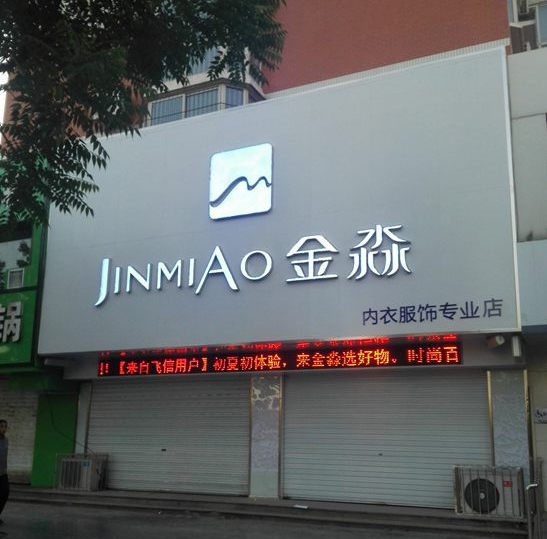 JINMIAO 金淼
内衣服饰专业店
!!【来自飞信用户】初夏初体验，来金淼选好物、时尚百
锅